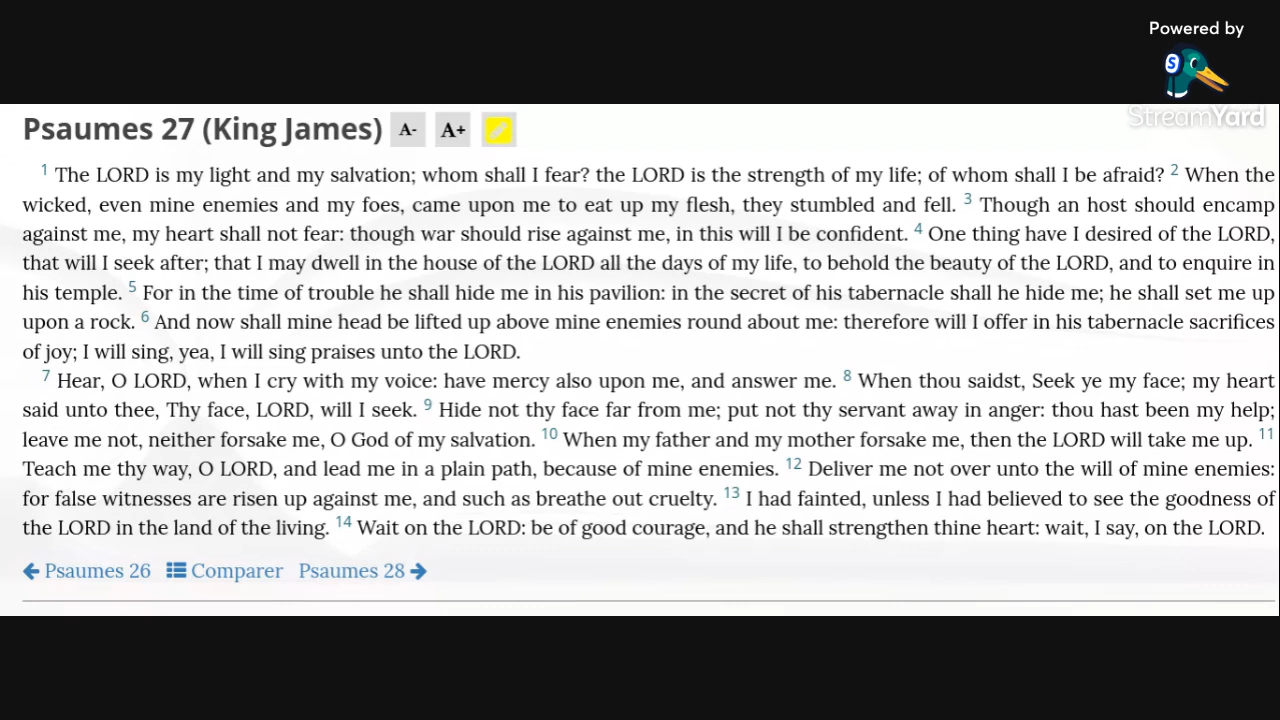 Powered by
S
StreamYard
Psaumes 27 (King James) A- A+
1 The LORD is my light and my salvation; whom shall I fear? the LORD is the strength of my life; of whom shall I be afraid? 2 When the
wicked, even mine enemies and my foes, came upon me to eat up my flesh, they stumbled and fell. 3 Though an host should encamp
against me, my heart shall not fear: though war should rise against me, in this will I be confident. 4 One thing have I desired of the LORD,
that will I seek after; that I may dwell in the house of the LORD all the days of my life, to behold the beauty of the LORD, and to enquire in
his temple. 5 For in the time of trouble he shall hide me in his pavilion: in the secret of his tabernacle shall he hide me; he shall set me up
upon a rock. 6 And now shall mine head be lifted up above mine enemies round about me: therefore will I offer in his tabernacle sacrifices
of joy; I will sing, yea, I will sing praises unto the LORD.
7 Hear, O LORD, when I cry with my voice: have mercy also upon me, and answer me. 8 When thou saidst, Seek ye my face; my heart
said unto thee, Thy face, LORD, will I seek. 9 Hide not thy face far from me; put not thy servant away in anger: thou hast been my help;
leave me not, neither forsake me, O God of my salvation. 10 When my father and my mother forsake me, then the LORD will take me up. 11
Teach me thy way, O LORD, and lead me in a plain path, because of mine enemies. 12 Deliver me not over unto the will of mine enemies:
for false witnesses are risen up against me, and such as breathe out cruelty. 13 I had fainted, unless I had believed to see the goodness of
the LORD in the land of the living. 14 Wait on the LORD: be of good courage, and he shall strengthen thine heart: wait, I say, on the LORD.
Psaumes 26 Comparer Psaumes 28